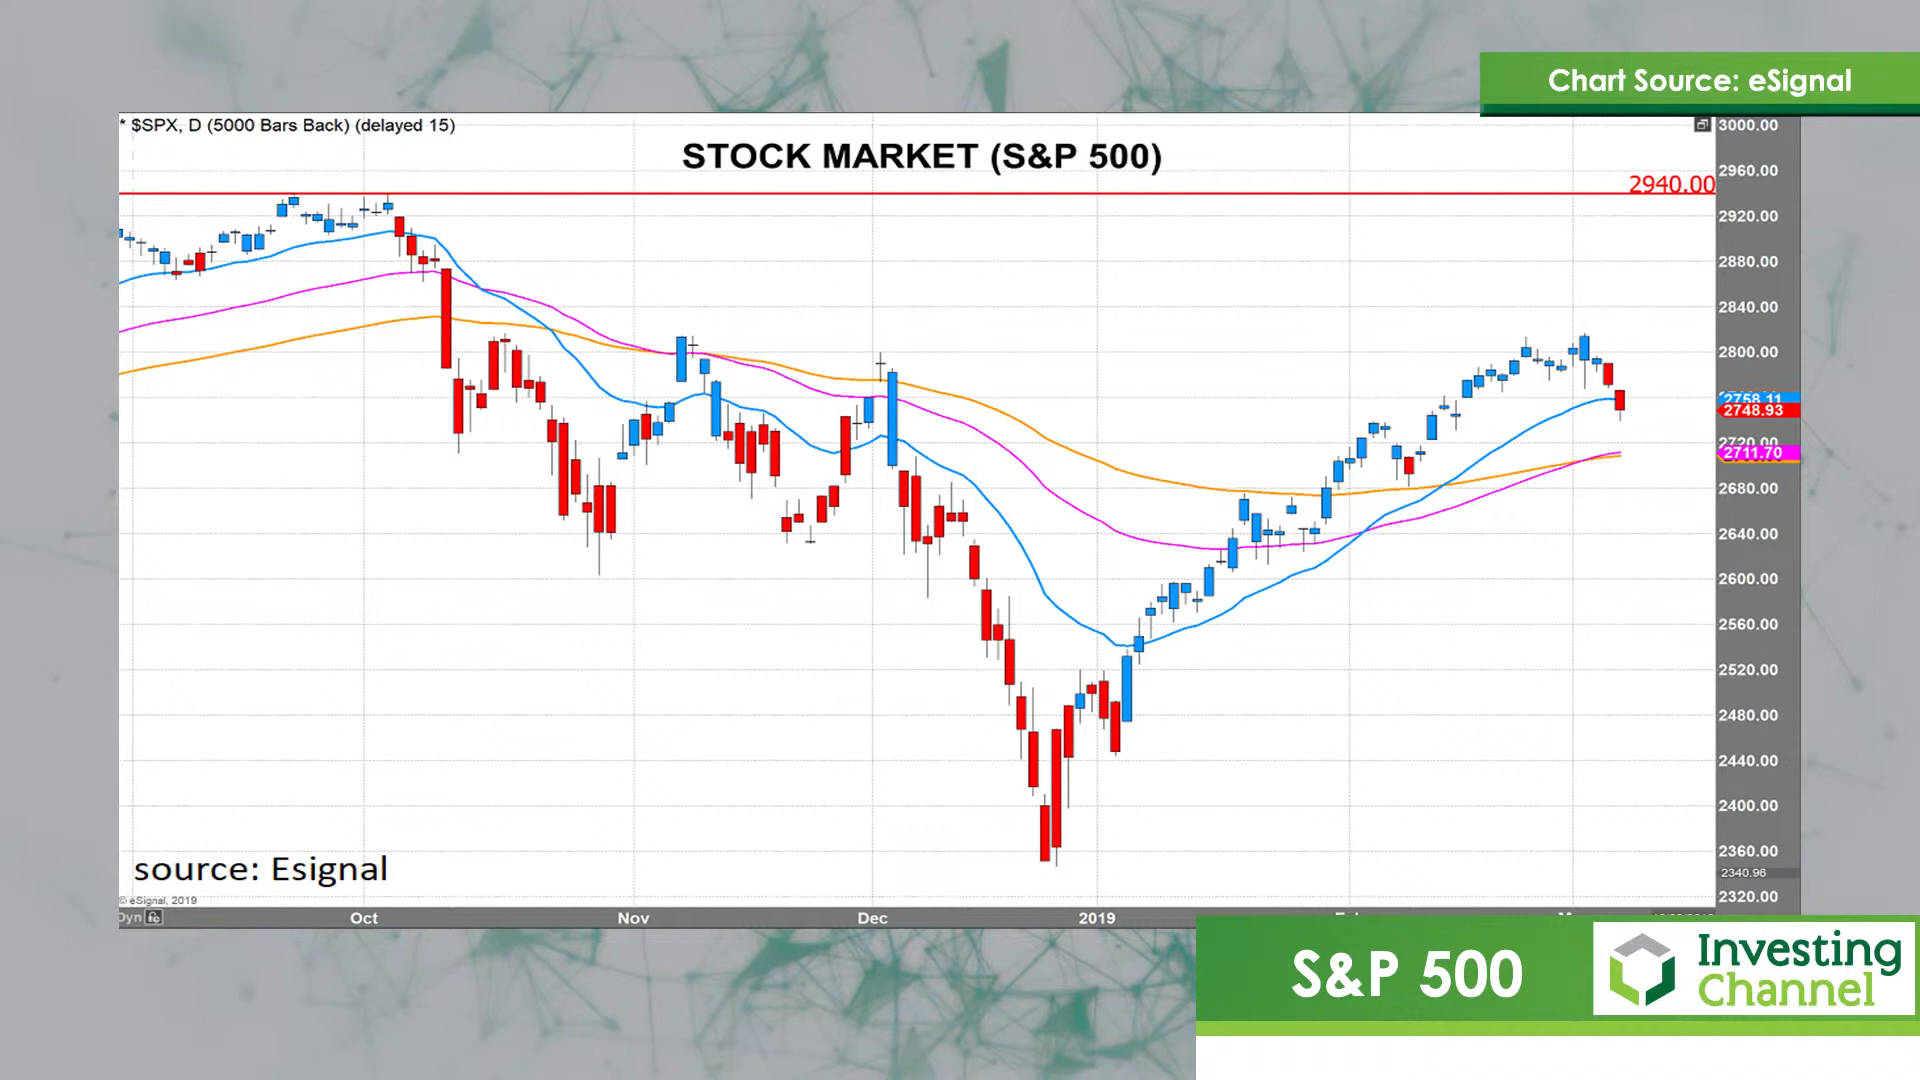 Chart Source: eSignal
* $SPX, D (5000 Bars Back) (delayed 15)
STOCK MARKET (S&P 500)
2940.00
3000.00
2960.00
2920.00
2880.00
2840.00
2800.00
2758.11
2748.93
2720.00
2711.70
2680.00
2640.00
2600.00
2560.00
2520.00
2480.00
2440.00
2400.00
2360.00
2340.96
2320.00
source: Esignal
© eSignal, 2019
Dyn
Oct
Nov
Dec
2019
S&P 500
Investing
Channel